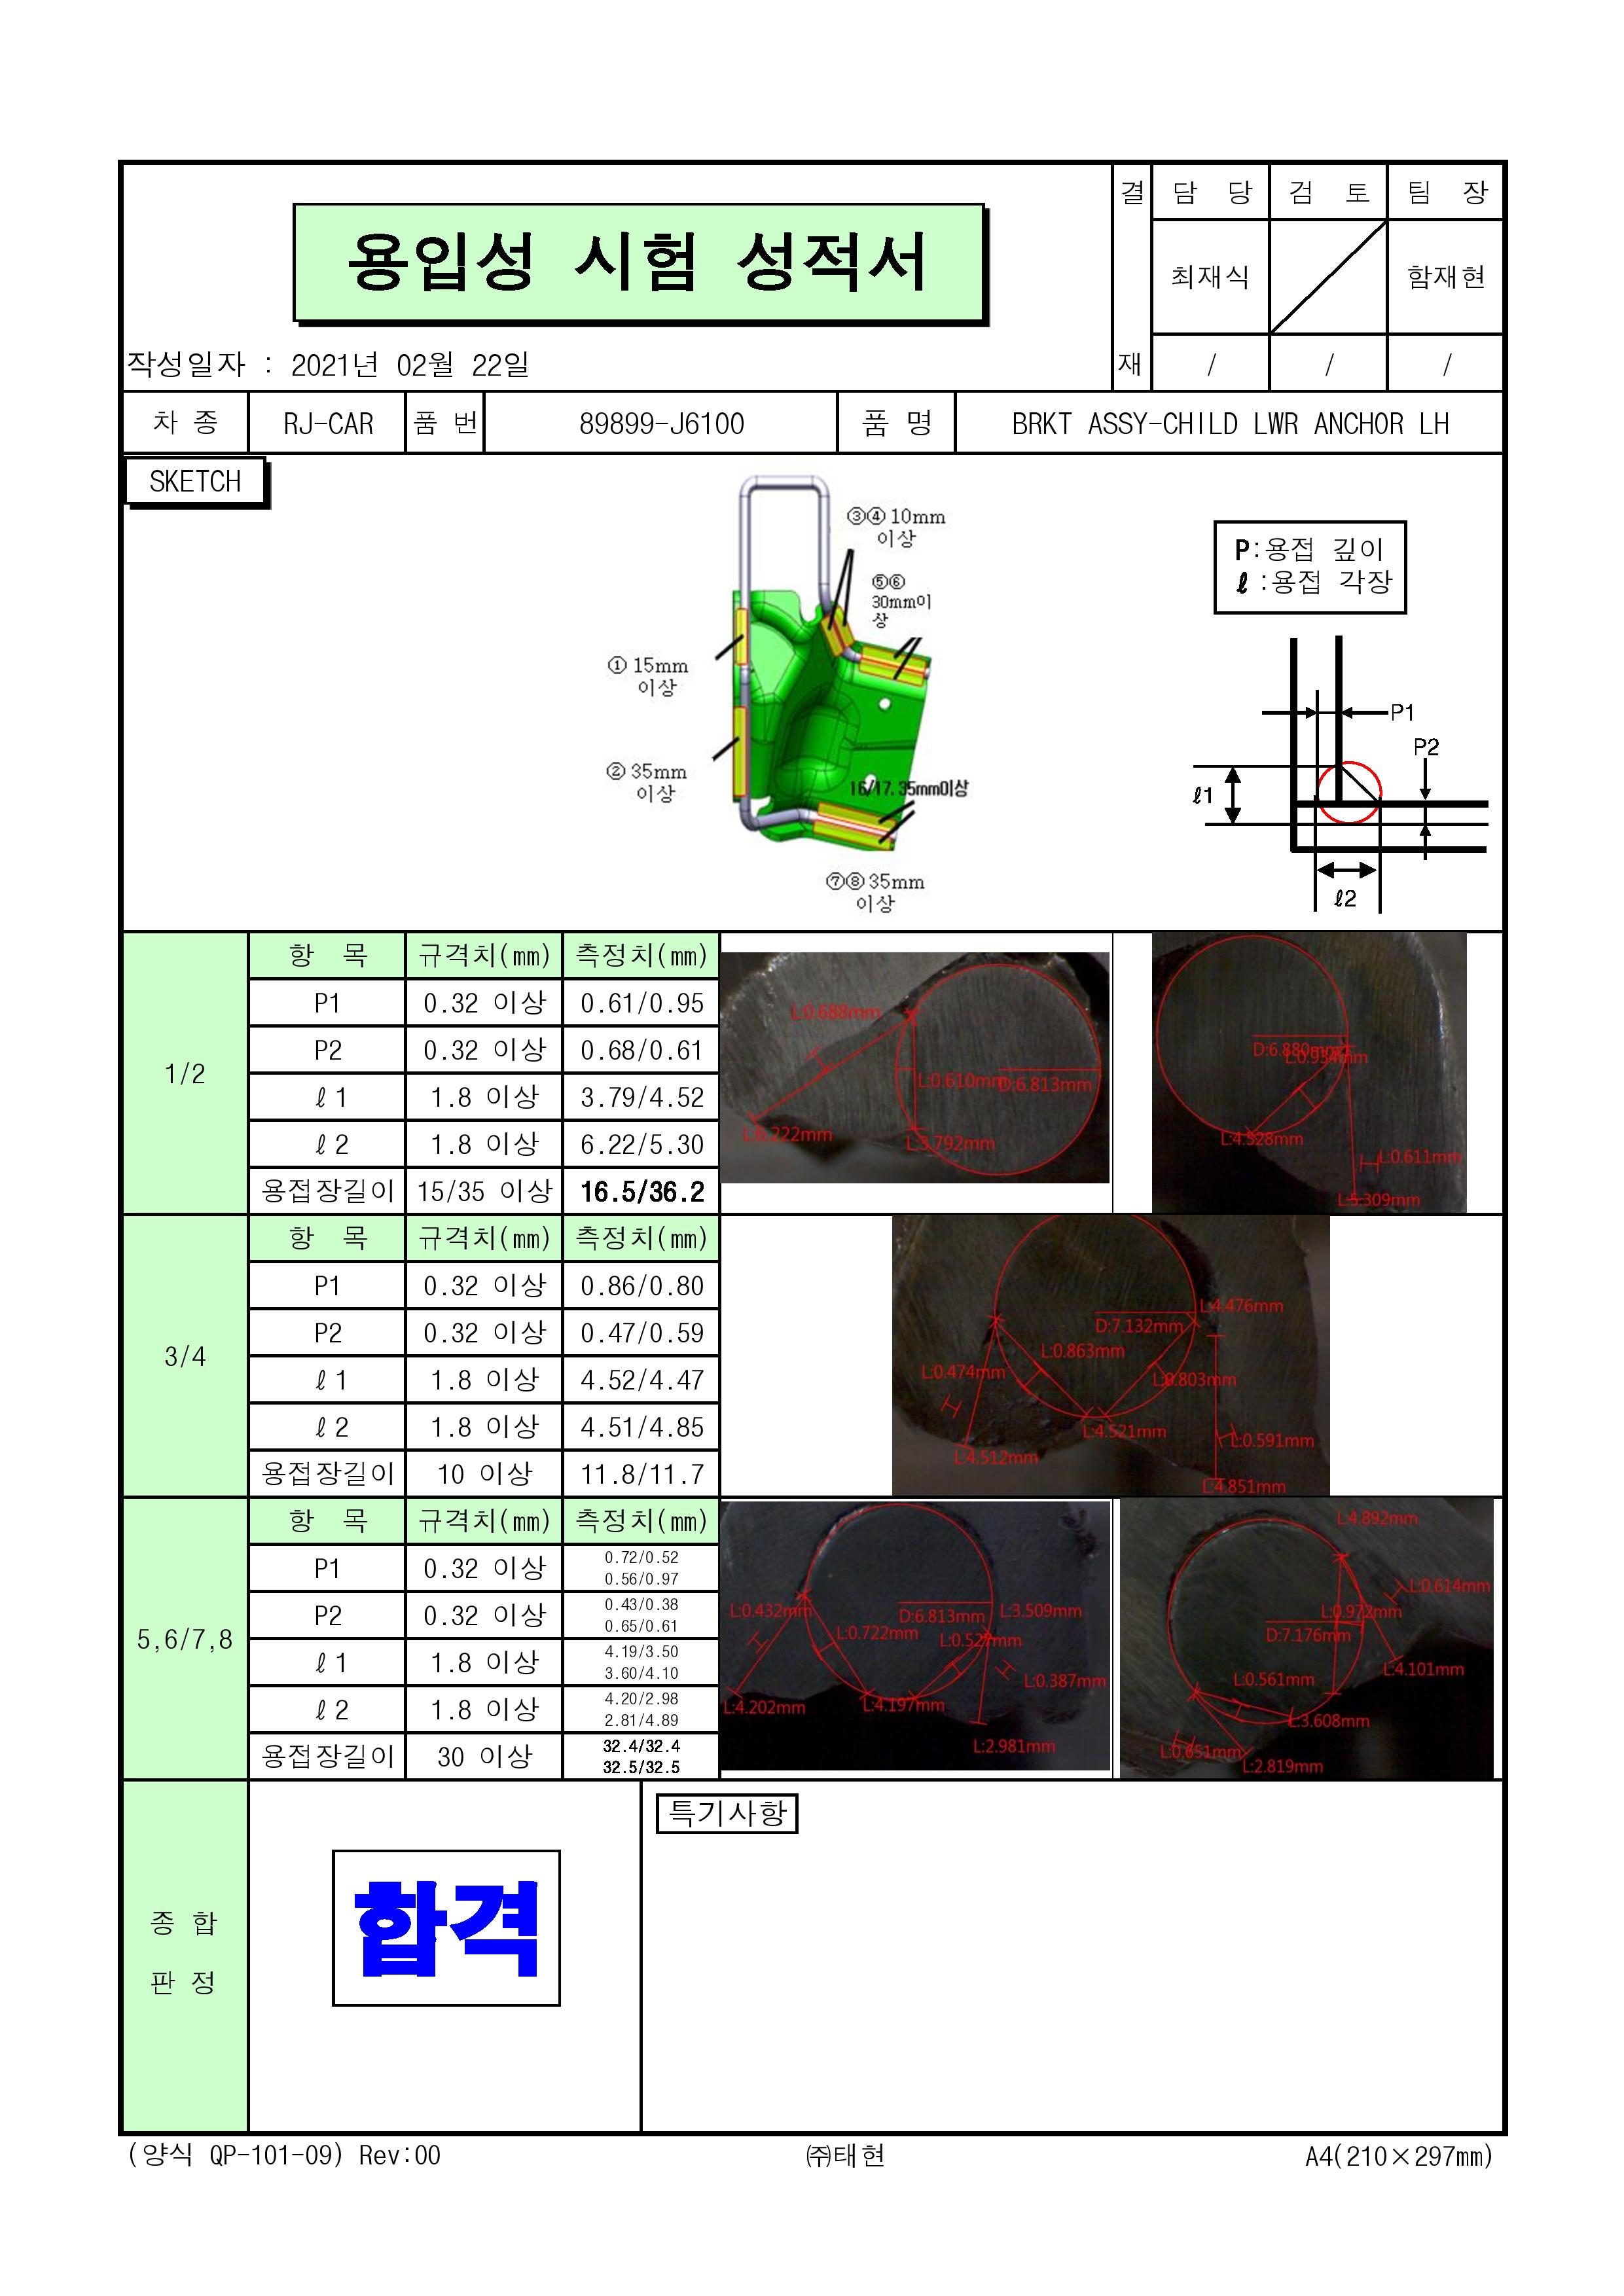 용입성 시험 성적서
결 재
담 당
검 토
팀 장
최재식
함재현
/ / /
작성일자 : 2021년 02월 22일
차 종 RJ-CAR 품 번 89899-J6100 품 명 BRKT ASSY-CHILD LWR ANCHOR LH
SKETCH
③④ 10mm
이상
⑤⑥
30mm이
상
① 15mm
이상
② 35mm
이상
16/17. 35mm이상
⑦⑧ 35mm
이상
P:용접 깊이
ℓ :용접 각장
P1
P2
ℓ1
ℓ2
1/2
항 목 규격치(mm) 측정치(mm)
P1 0.32 이상 0.61/0.95
P2 0.32 이상 0.68/0.61
ℓ1 1.8 이상 3.79/4.52
ℓ2 1.8 이상 6.22/5.30
용접장길이 15/35 이상 16.5/36.2
L:0.688mm
L:0.610mm
D:6.813mm
L:6.222mm
L:3.792mm
D:6.880mm
L:4.528mm
L:0.611mm
L:5.309mm
3/4
항 목 규격치(mm) 측정치(mm)
P1 0.32 이상 0.86/0.80
P2 0.32 이상 0.47/0.59
ℓ1 1.8 이상 4.52/4.47
ℓ2 1.8 이상 4.51/4.85
용접장길이 10 이상 11.8/11.7
L:4.476mm
D:7.132mm
L:0.863mm
L:0.474mm
L:0.803mm
L:4.521mm
L:0.591mm
L:4.512mm
L:4.851mm
5,6/7,8
항 목 규격치(mm) 측정치(mm)
P1 0.32 이상 0.72/0.52
0.56/0.97
P2 0.32 이상 0.43/0.38
0.65/0.61
ℓ1 1.8 이상 4.19/3.50
3.60/4.10
ℓ2 1.8 이상 4.20/2.98
2.81/4.89
용접장길이 30 이상 32.4/32.4
32.5/32.5
L:0.432mm
D:6.813mm
L:3.509mm
L:0.722mm
L:0.527mm
L:0.387mm
L:4.202mm
L:4.197mm
L:2.981mm
L:4.892mm
L:0.614mm
L:0.972mm
D:7.176mm
L:4.101mm
L:0.561mm
L:3.608mm
L:0.651mm
L:2.819mm
종 합
판 정
합격
특기사항
(양식 QP-101-09) Rev:00
㈜태현
A4(210×297mm)